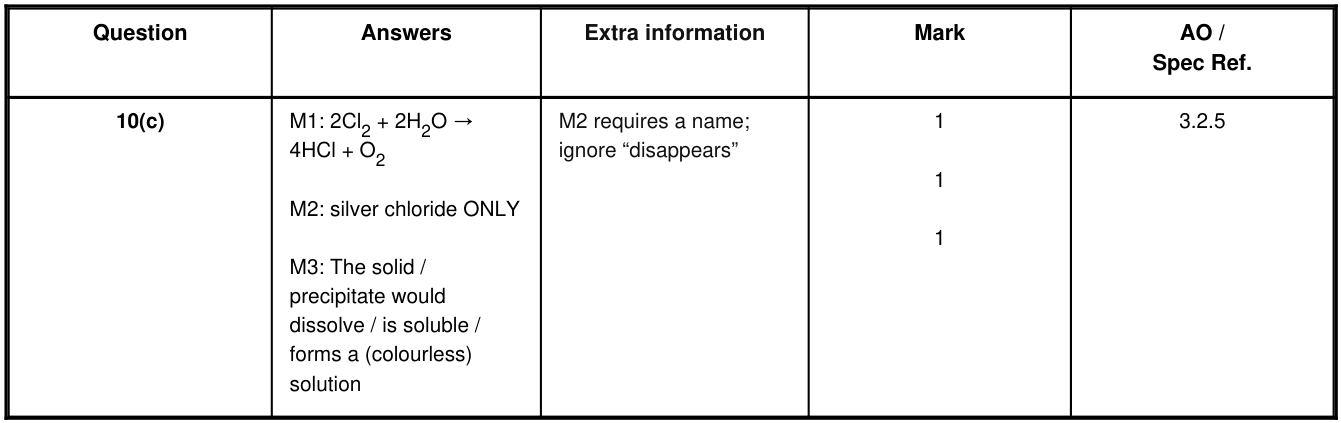 Question Answers Extra information Mark AO /
Spec Ref.
10(c) M1: 2Cl₂ + 2H₂O → M2 requires a name; 1 3.2.5
4HCl + O₂ ignore “disappears”
1
M2: silver chloride ONLY
1
M3: The solid /
precipitate would
dissolve / is soluble /
forms a (colourless)
solution